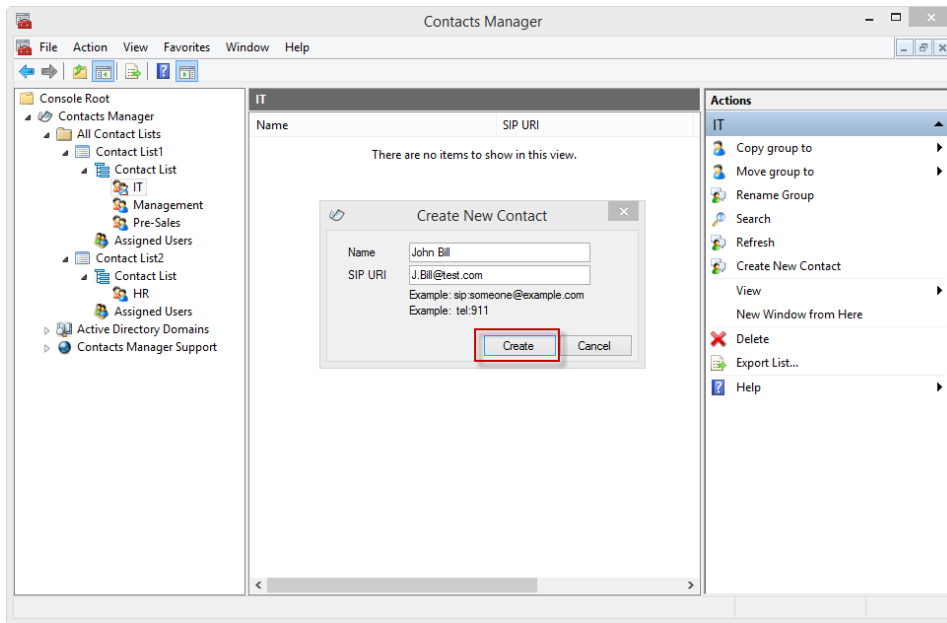 Contacts Manager
File Action View Favorites Window Help
Console Root
Contacts Manager
All Contact Lists
Contact List1
Contact List
IT
Management
Pre-Sales
Assigned Users
Contact List2
Contact List
HR
Assigned Users
Active Directory Domains
Contacts Manager Support
IT
Name SIP URI
There are no items to show in this view.
Create New Contact
Name John Bill
SIP URI J.Bill@test.com
Example: sip:someone@example.com
Example: tel:911
Create Cancel
Actions
IT
Copy group to
Move group to
Rename Group
Search
Refresh
Create New Contact
View
New Window from Here
Delete
Export List...
Help